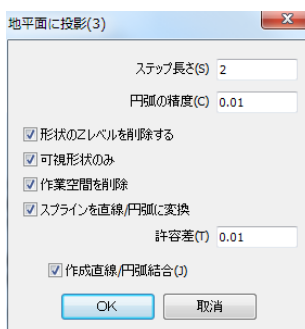 地平面に投影(3)
ステップ長さ(S) 2
円弧の精度(C) 0.01
形状のZレベルを削除する
可視形状のみ
作業空間を削除
スプラインを直線/円弧に変換
許容差(T) 0.01
作成直線/円弧結合(J)
OK 取消